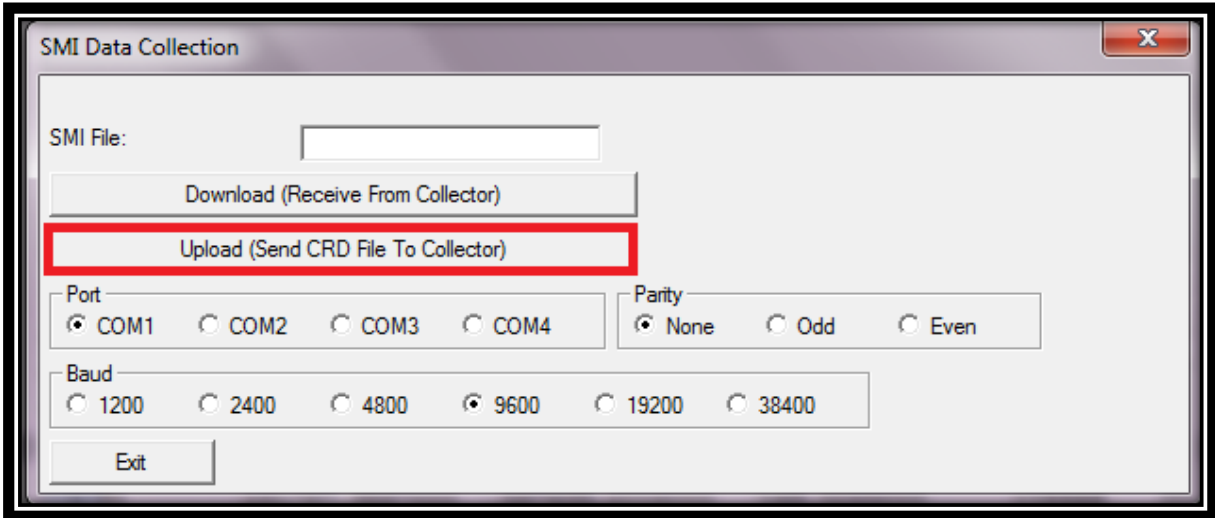 SMI Data Collection
SMI File:
Download (Receive From Collector)
Upload (Send CRD File To Collector)
Port
COM1 COM2 COM3 COM4
Parity
None Odd Even
Baud
1200 2400 4800 9600 19200 38400
Exit